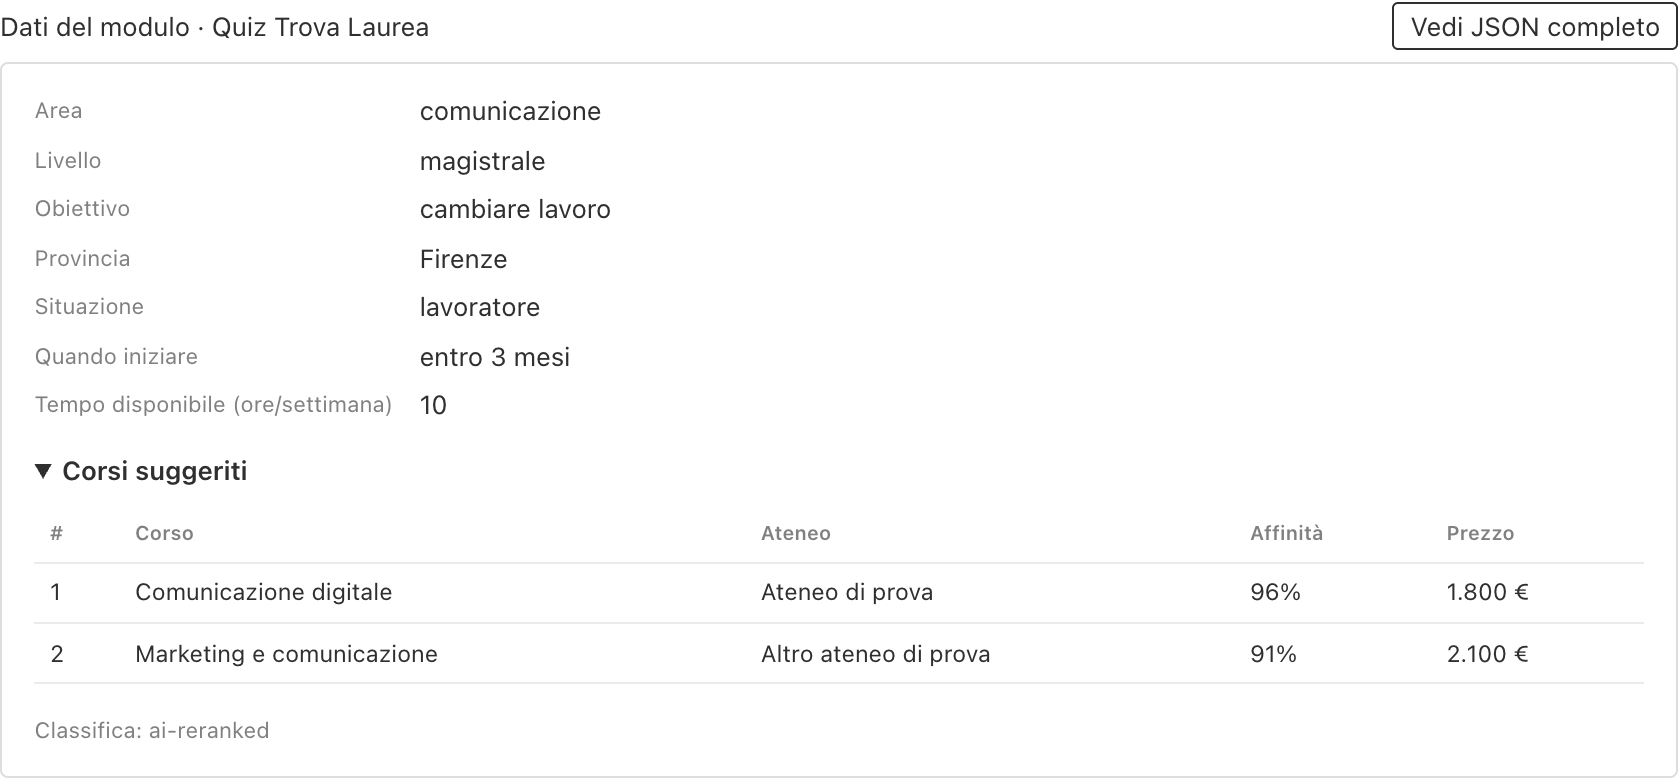 Dati del modulo · Quiz Trova Laurea
Vedi JSON completo
Area comunicazione
Livello magistrale
Obiettivo cambiare lavoro
Provincia Firenze
Situazione lavoratore
Quando iniziare entro 3 mesi
Tempo disponibile (ore/settimana) 10
▼ Corsi suggeriti
# Corso Ateneo Affinità Prezzo
1 Comunicazione digitale Ateneo di prova 96% 1.800 €
2 Marketing e comunicazione Altro ateneo di prova 91% 2.100 €
Classifica: ai-reranked